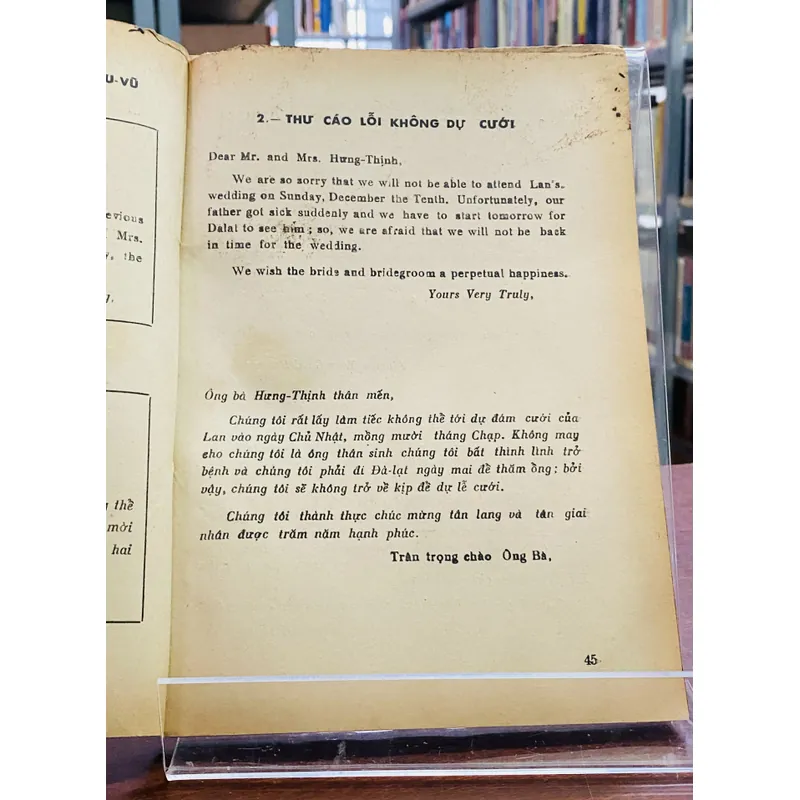 U-VŨ
evious
Mrs.
y, the
g.
g thể
mời
hai
2.— THƯ CÁO LỖI KHÔNG DỰ CƯỚI
Dear Mr. and Mrs. Hưng-Thịnh,
We are so sorry that we will not be able to attend Lan's
wedding on Sunday, December the Tenth. Unfortunately, our
father got sick suddenly and we have to start tomorrow for
Dalat to see him; so, we are afraid that we will not be back
in time for the wedding.
We wish the bride and bridegroom a perpetual happiness.
Yours Very Truly,
Ông bà Hưng-Thịnh thân mến,
Chúng tôi rất lấy làm tiếc không thể tới dự đám cưới của
Lan vào ngày Chủ Nhật, mồng mười tháng Chạp. Không may
cho chúng tôi là ông thân sinh chúng tôi bất thình lình trở
bệnh và chúng tôi phải đi Đà-lạt ngày mai để thăm ông; bởi
vậy, chúng tôi sẽ không trở về kịp để dự lễ cưới.
Chúng tôi thành thực chúc mừng tân lang và tân giai
nhân được trăm năm hạnh phúc.
Trân trọng chào Ông Bà,
45